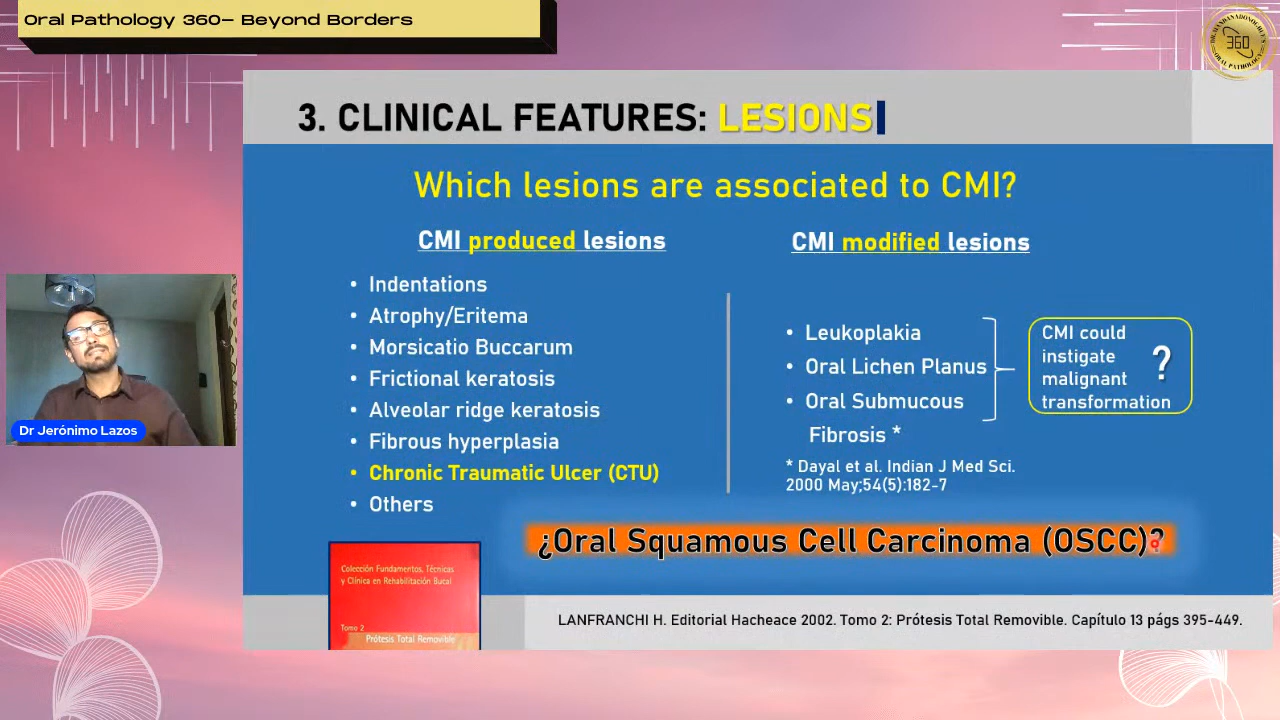 Oral Pathology 360– Beyond Borders
360
ORAL PATHOLOGY
3. CLINICAL FEATURES: LESIONS
Which lesions are associated to CMI?
CMI produced lesions
• Indentations
• Atrophy/Eritema
• Morsicatio Buccarum
• Frictional keratosis
• Alveolar ridge keratosis
• Fibrous hyperplasia
• Chronic Traumatic Ulcer (CTU)
• Others
CMI modified lesions
• Leukoplakia
• Oral Lichen Planus
• Oral Submucous
Fibrosis *
* Dayal et al. Indian J Med Sci.
2000 May;54(5):182-7
CMI could
instigate
malignant
transformation
?
¿Oral Squamous Cell Carcinoma (OSCC)?
Dr Jerónimo Lazos
Colección Fundamentos, Técnicas
y Clínica en Rehabilitación Bucal
Tomo 2
Prótesis Total Removible
LANFRANCHI H. Editorial Hacheace 2002. Tomo 2: Prótesis Total Removible. Capítulo 13 págs 395-449.